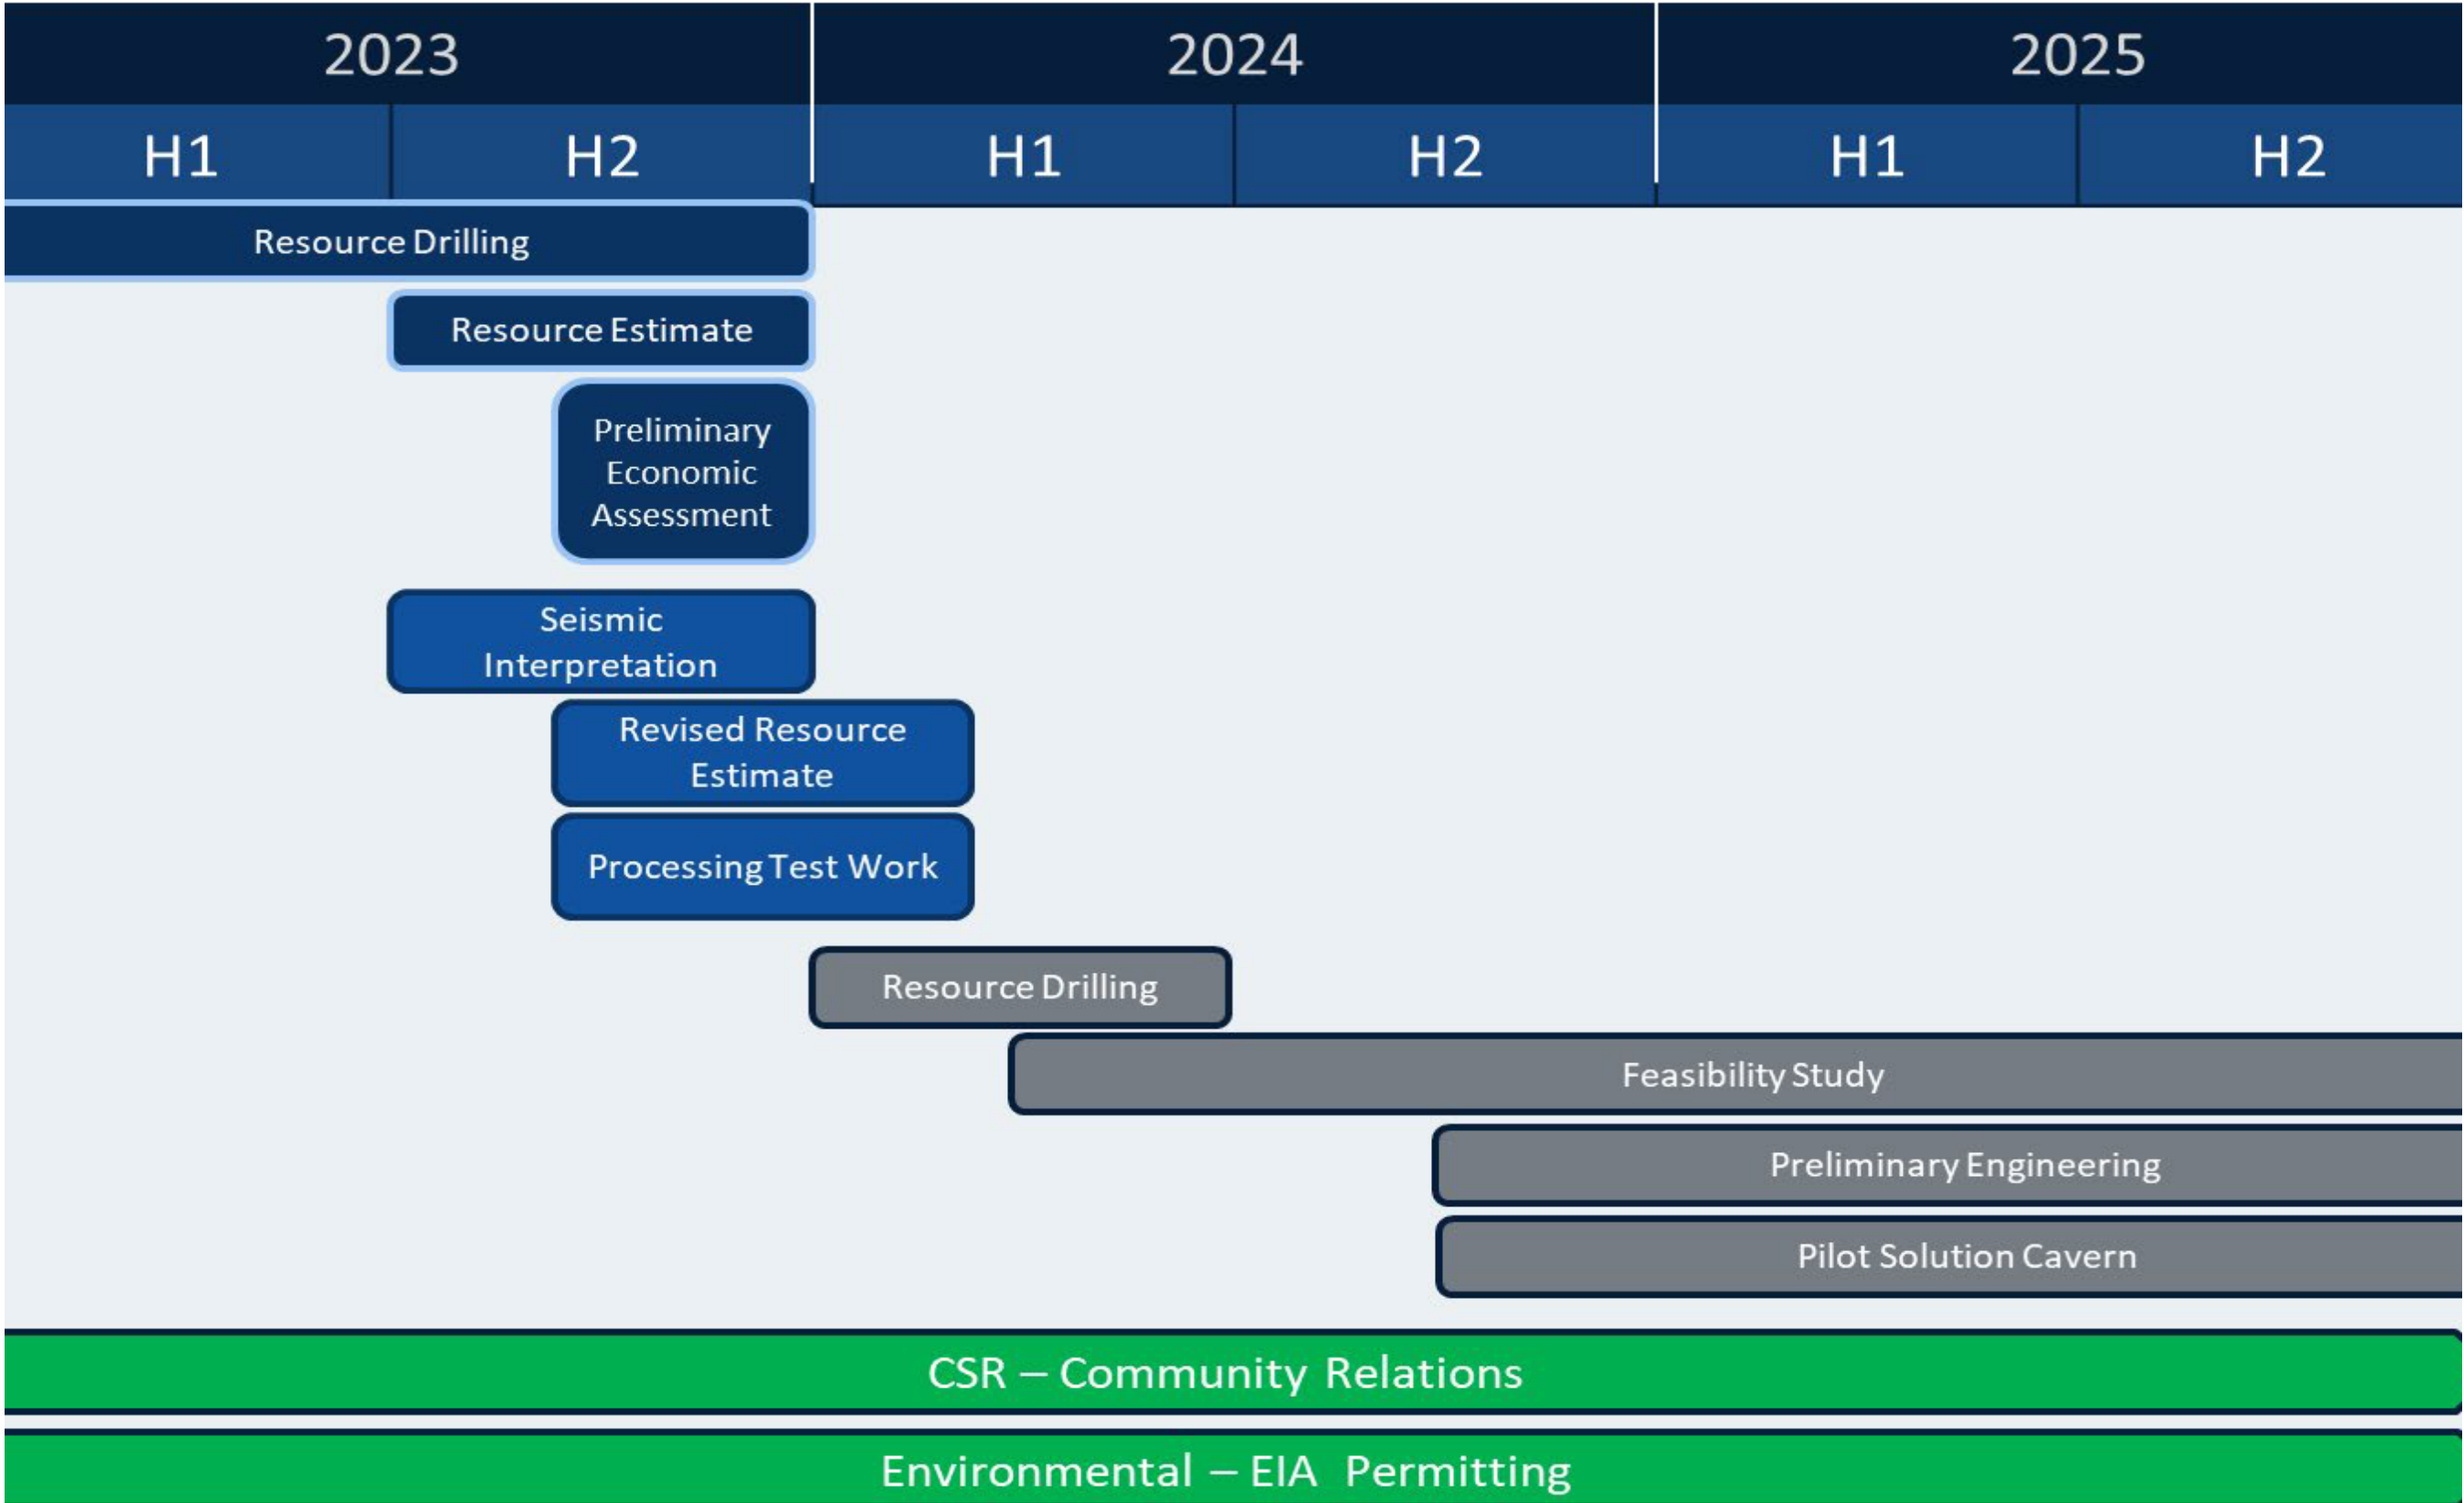 2023 2024 2025
H1 H2 H1 H2 H1 H2
Resource Drilling
Resource Estimate
Preliminary
Economic
Assessment
Seismic
Interpretation
Revised Resource
Estimate
Processing Test Work
Resource Drilling
Feasibility Study
Preliminary Engineering
Pilot Solution Cavern
CSR – Community Relations
Environmental – EIA Permitting